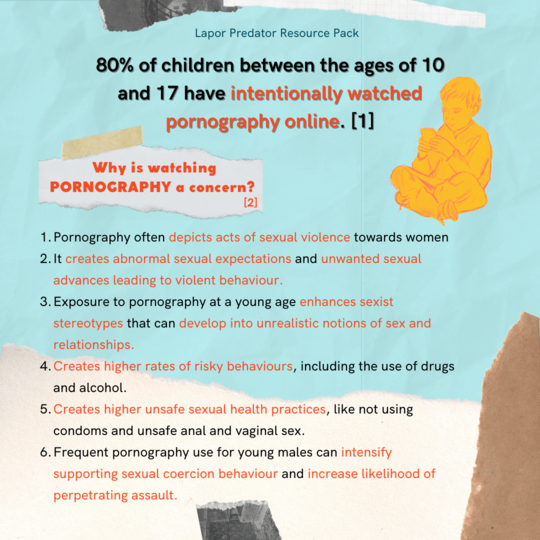 Lapor Predator Resource Pack
80% of children between the ages of 10
and 17 have intentionally watched
pornography online. [1]
Why is watching
PORNOGRAPHY a concern?
[2]
1. Pornography often depicts acts of sexual violence towards women
2. It creates abnormal sexual expectations and unwanted sexual
advances leading to violent behaviour.
3. Exposure to pornography at a young age enhances sexist
stereotypes that can develop into unrealistic notions of sex and
relationships.
4. Creates higher rates of risky behaviours, including the use of drugs
and alcohol.
5. Creates higher unsafe sexual health practices, like not using
condoms and unsafe anal and vaginal sex.
6. Frequent pornography use for young males can intensify
supporting sexual coercion behaviour and increase likelihood of
perpetrating assault.